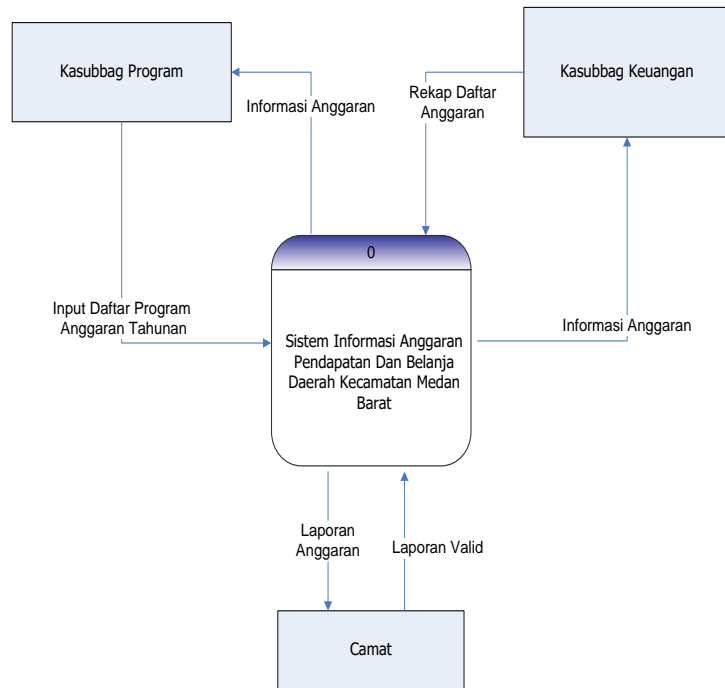 Kasubbag Program
Kasubbag Keuangan
Informasi Anggaran
Rekap Daftar
Anggaran
0
Input Daftar Program
Anggaran Tahunan
Sistem Informasi Anggaran
Pendapatan Dan Belanja
Daerah Kecamatan Medan
Barat
Informasi Anggaran
Laporan
Anggaran
Laporan Valid
Camat